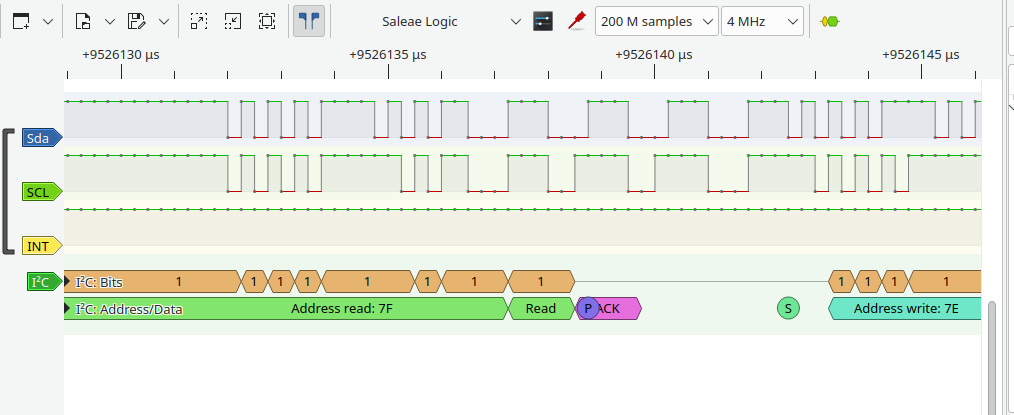 Saleae Logic 200 M samples 4 MHz
+9526130 µs +9526135 µs +9526140 µs +9526145 µs
Sda
SCL
INT
I²C I²C: Bits 1 1 1 1 1 1 1 1 1 1 1 1
I²C: Address/Data Address read: 7F Read P ACK S Address write: 7E